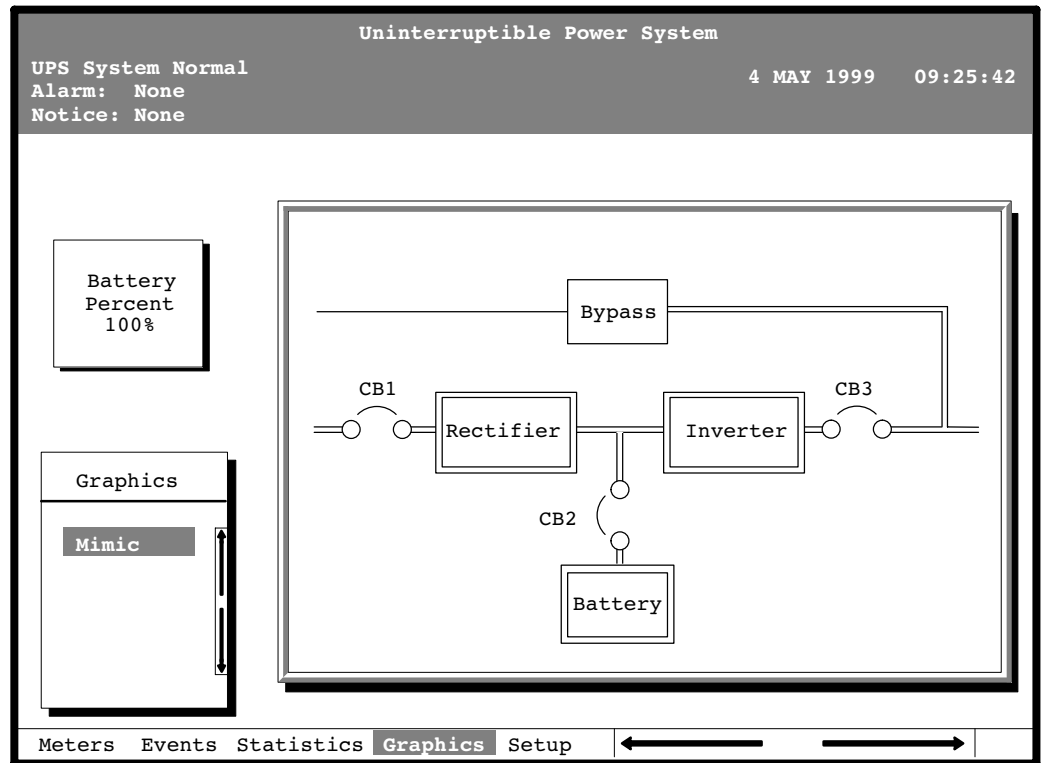 Uninterruptible Power System
UPS System Normal
4 MAY 1999 09:25:42
Alarm: None
Notice: None
Battery
Percent
100%
Bypass
CB1
CB3
Rectifier
Inverter
CB2
Battery
Graphics
Mimic
Meters Events Statistics Graphics Setup